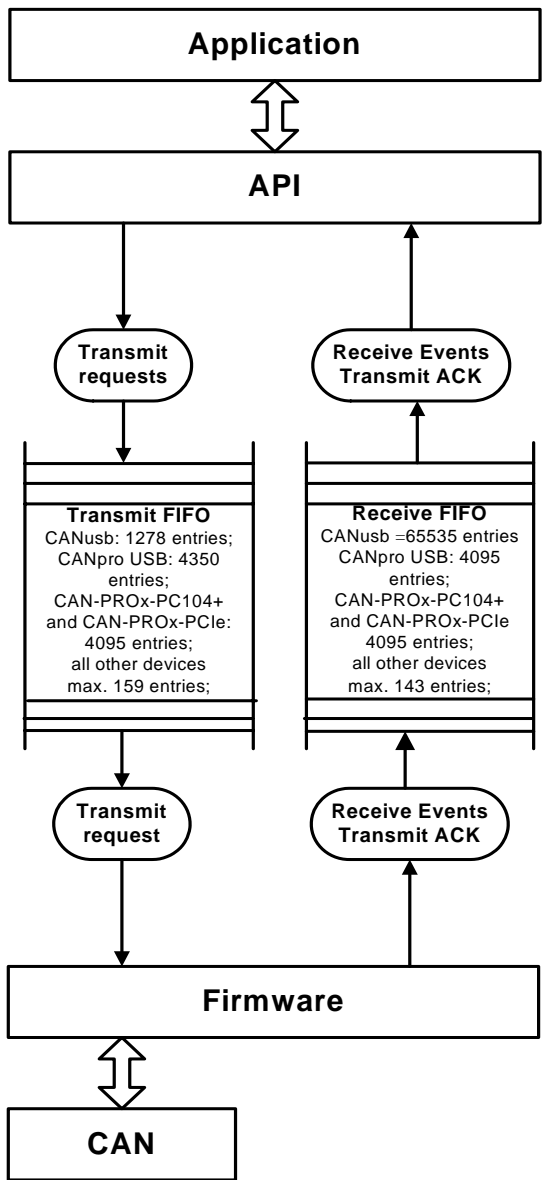 Application
API
Transmit
requests
Receive Events
Transmit ACK
Transmit FIFO
CANusb: 1278 entries;
CANpro USB: 4350
entries;
CAN-PROx-PC104+
and CAN-PROx-PCIe:
4095 entries;
all other devices
max. 159 entries;
Receive FIFO
CANusb =65535 entries
CANpro USB: 4095
entries;
CAN-PROx-PC104+
and CAN-PROx-PCIe
4095 entries;
all other devices
max. 143 entries;
Transmit
request
Receive Events
Transmit ACK
Firmware
CAN